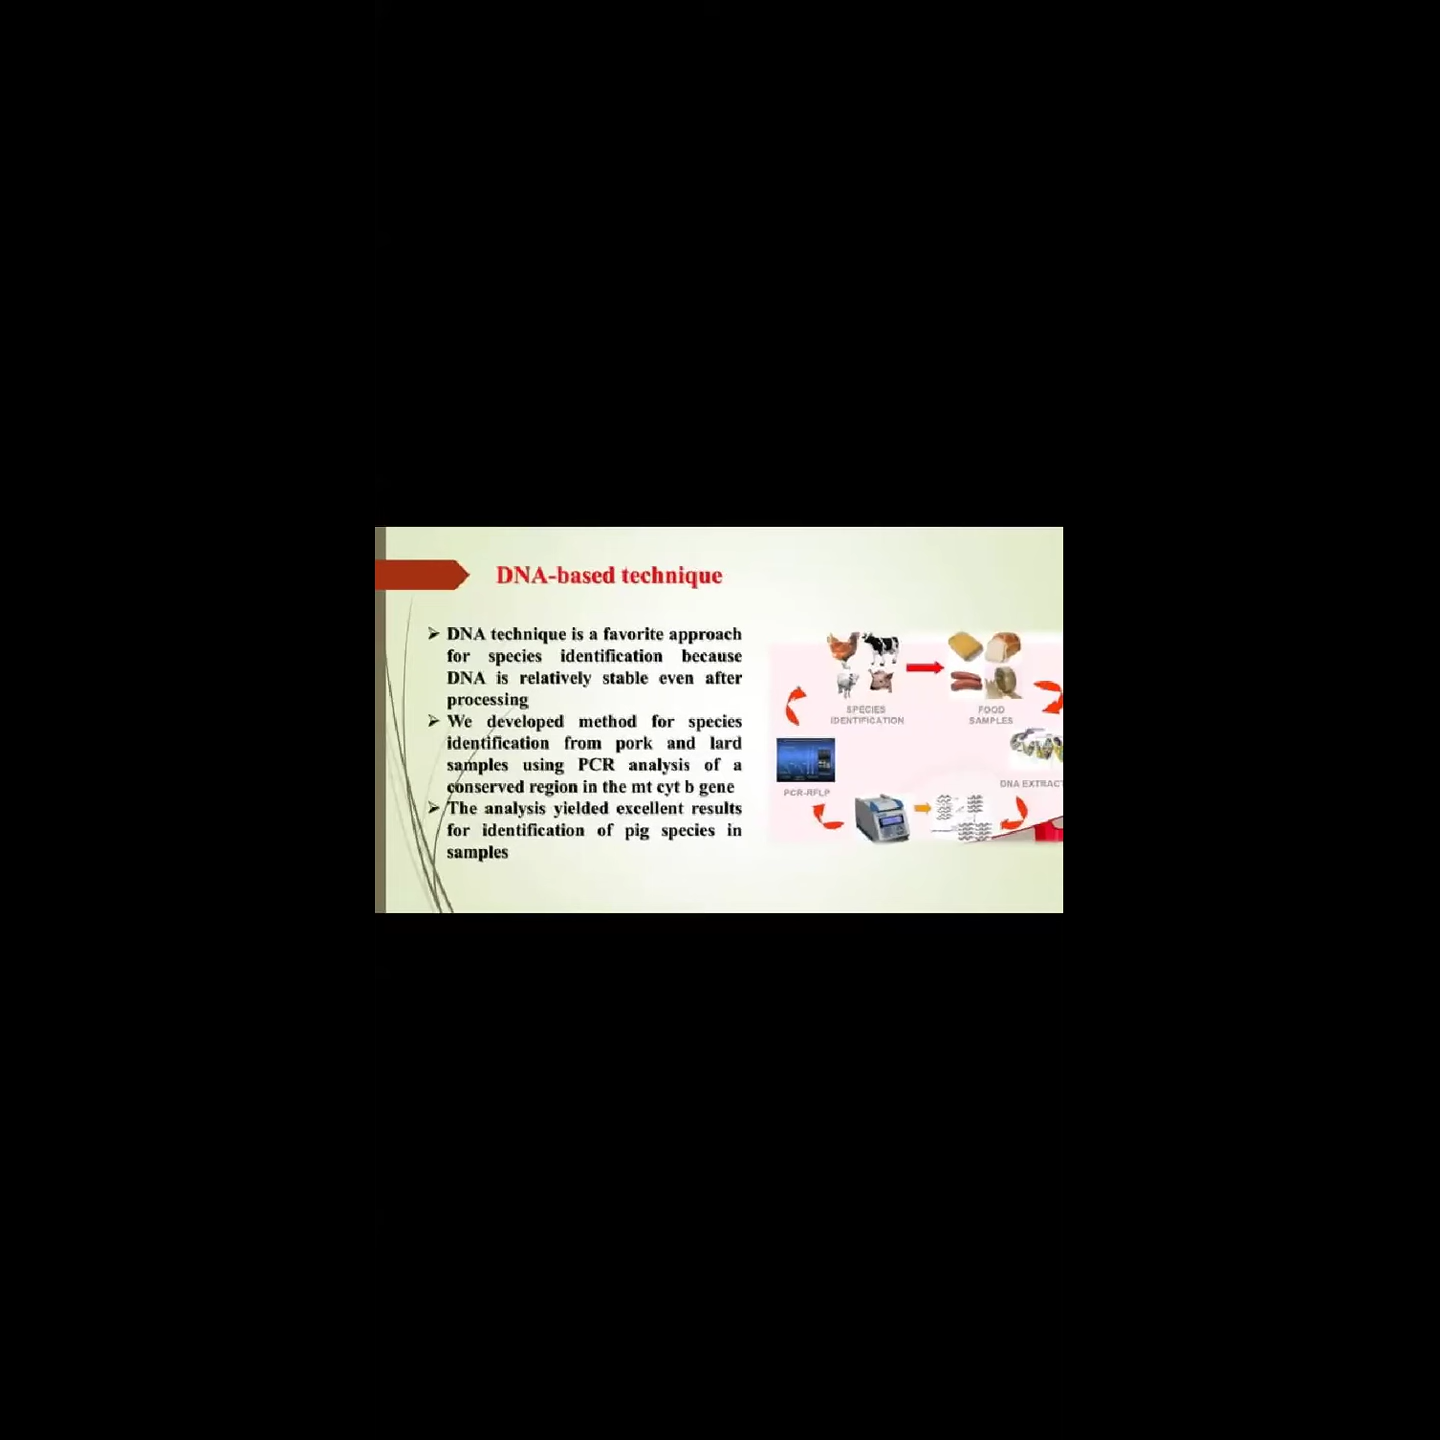 DNA-based technique
➢ DNA technique is a favorite approach
for species identification because
DNA is relatively stable even after
processing
➢ We developed method for species
identification from pork and lard
samples using PCR analysis of a
conserved region in the mt cyt b gene
➢ The analysis yielded excellent results
for identification of pig species in
samples
SPECIES
IDENTIFICATION
FOOD
SAMPLES
DNA EXTRACT
PCR-RFLP